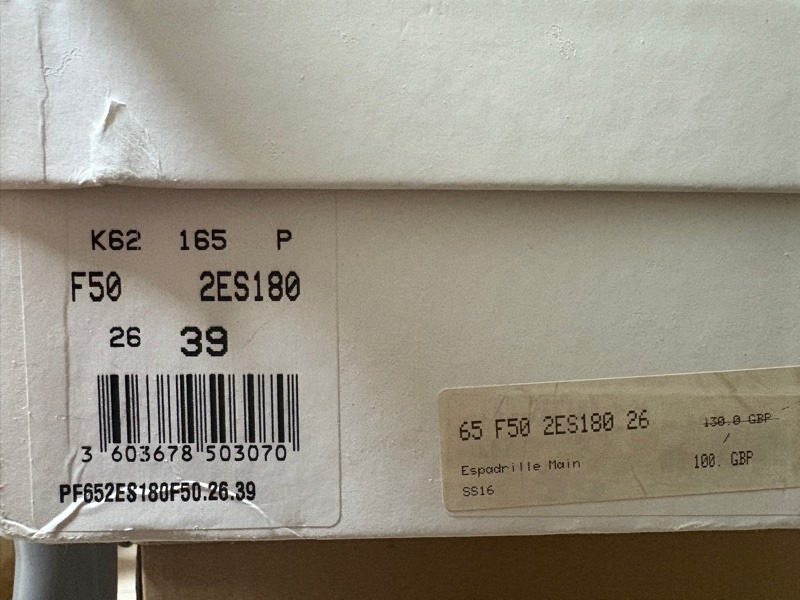 K62 165 P
F50 2ES180
26 39
3 603678 503070
PF652ES180F50.26.39
65 F50 2ES180 26
130.0 GBP
Espadrille Main
100. GBP
SS16